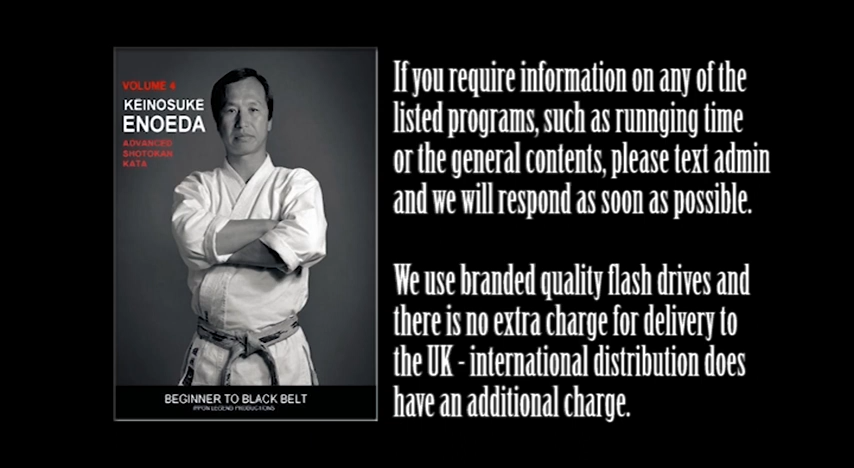 VOLUME 4
KEINOSUKE
ENOEDA
ADVANCED
SHOTOKAN
KATA
BEGINNER TO BLACK BELT
IPPON LEGEND PRODUCTIONS
If you require information on any of the
listed programs, such as runnging time
or the general contents, please text admin
and we will respond as soon as possible.
We use branded quality flash drives and
there is no extra charge for delivery to
the UK - international distribution does
have an additional charge.